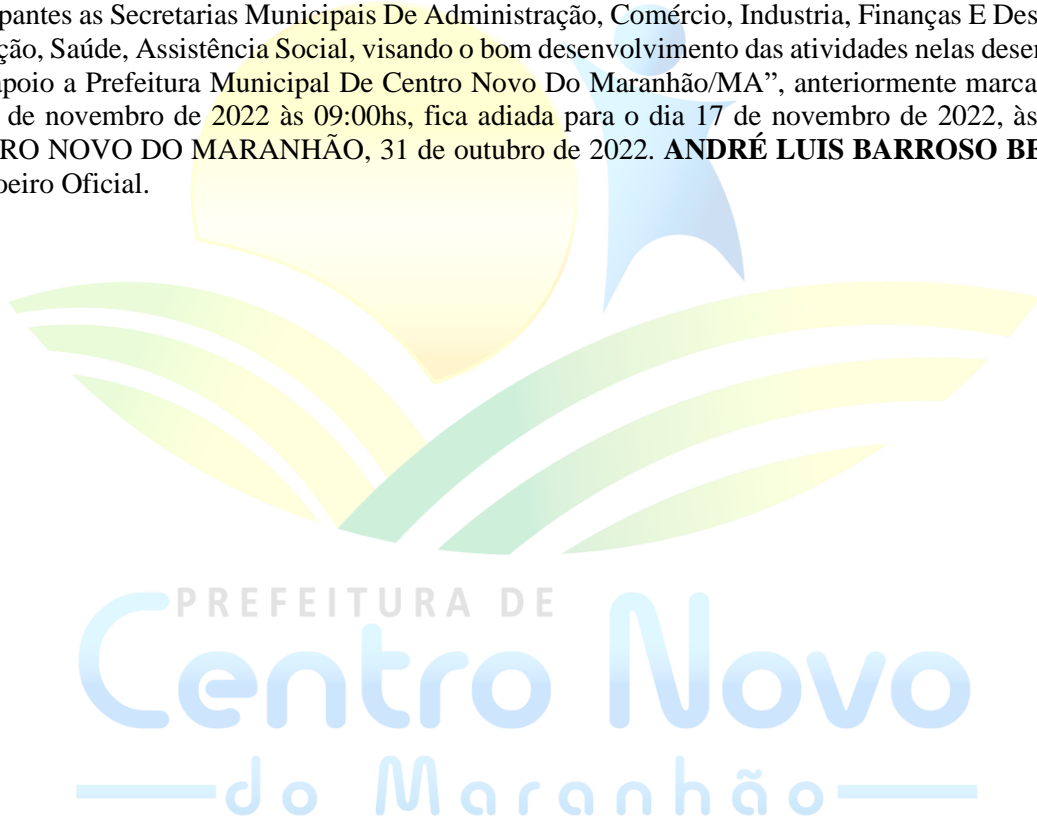 pantes as Secretarias Municipais De Administração, Comércio, Industria, Finanças E Des
ção, Saúde, Assistência Social, visando o bom desenvolvimento das atividades nelas desen
apoio a Prefeitura Municipal De Centro Novo Do Maranhão/MA”, anteriormente marca
de novembro de 2022 às 09:00hs, fica adiada para o dia 17 de novembro de 2022, às
RO NOVO DO MARANHÃO, 31 de outubro de 2022. ANDRÉ LUIS BARROSO BE
oeiro Oficial.
PREFEITURA DE
Centro Novo
do Maranhão